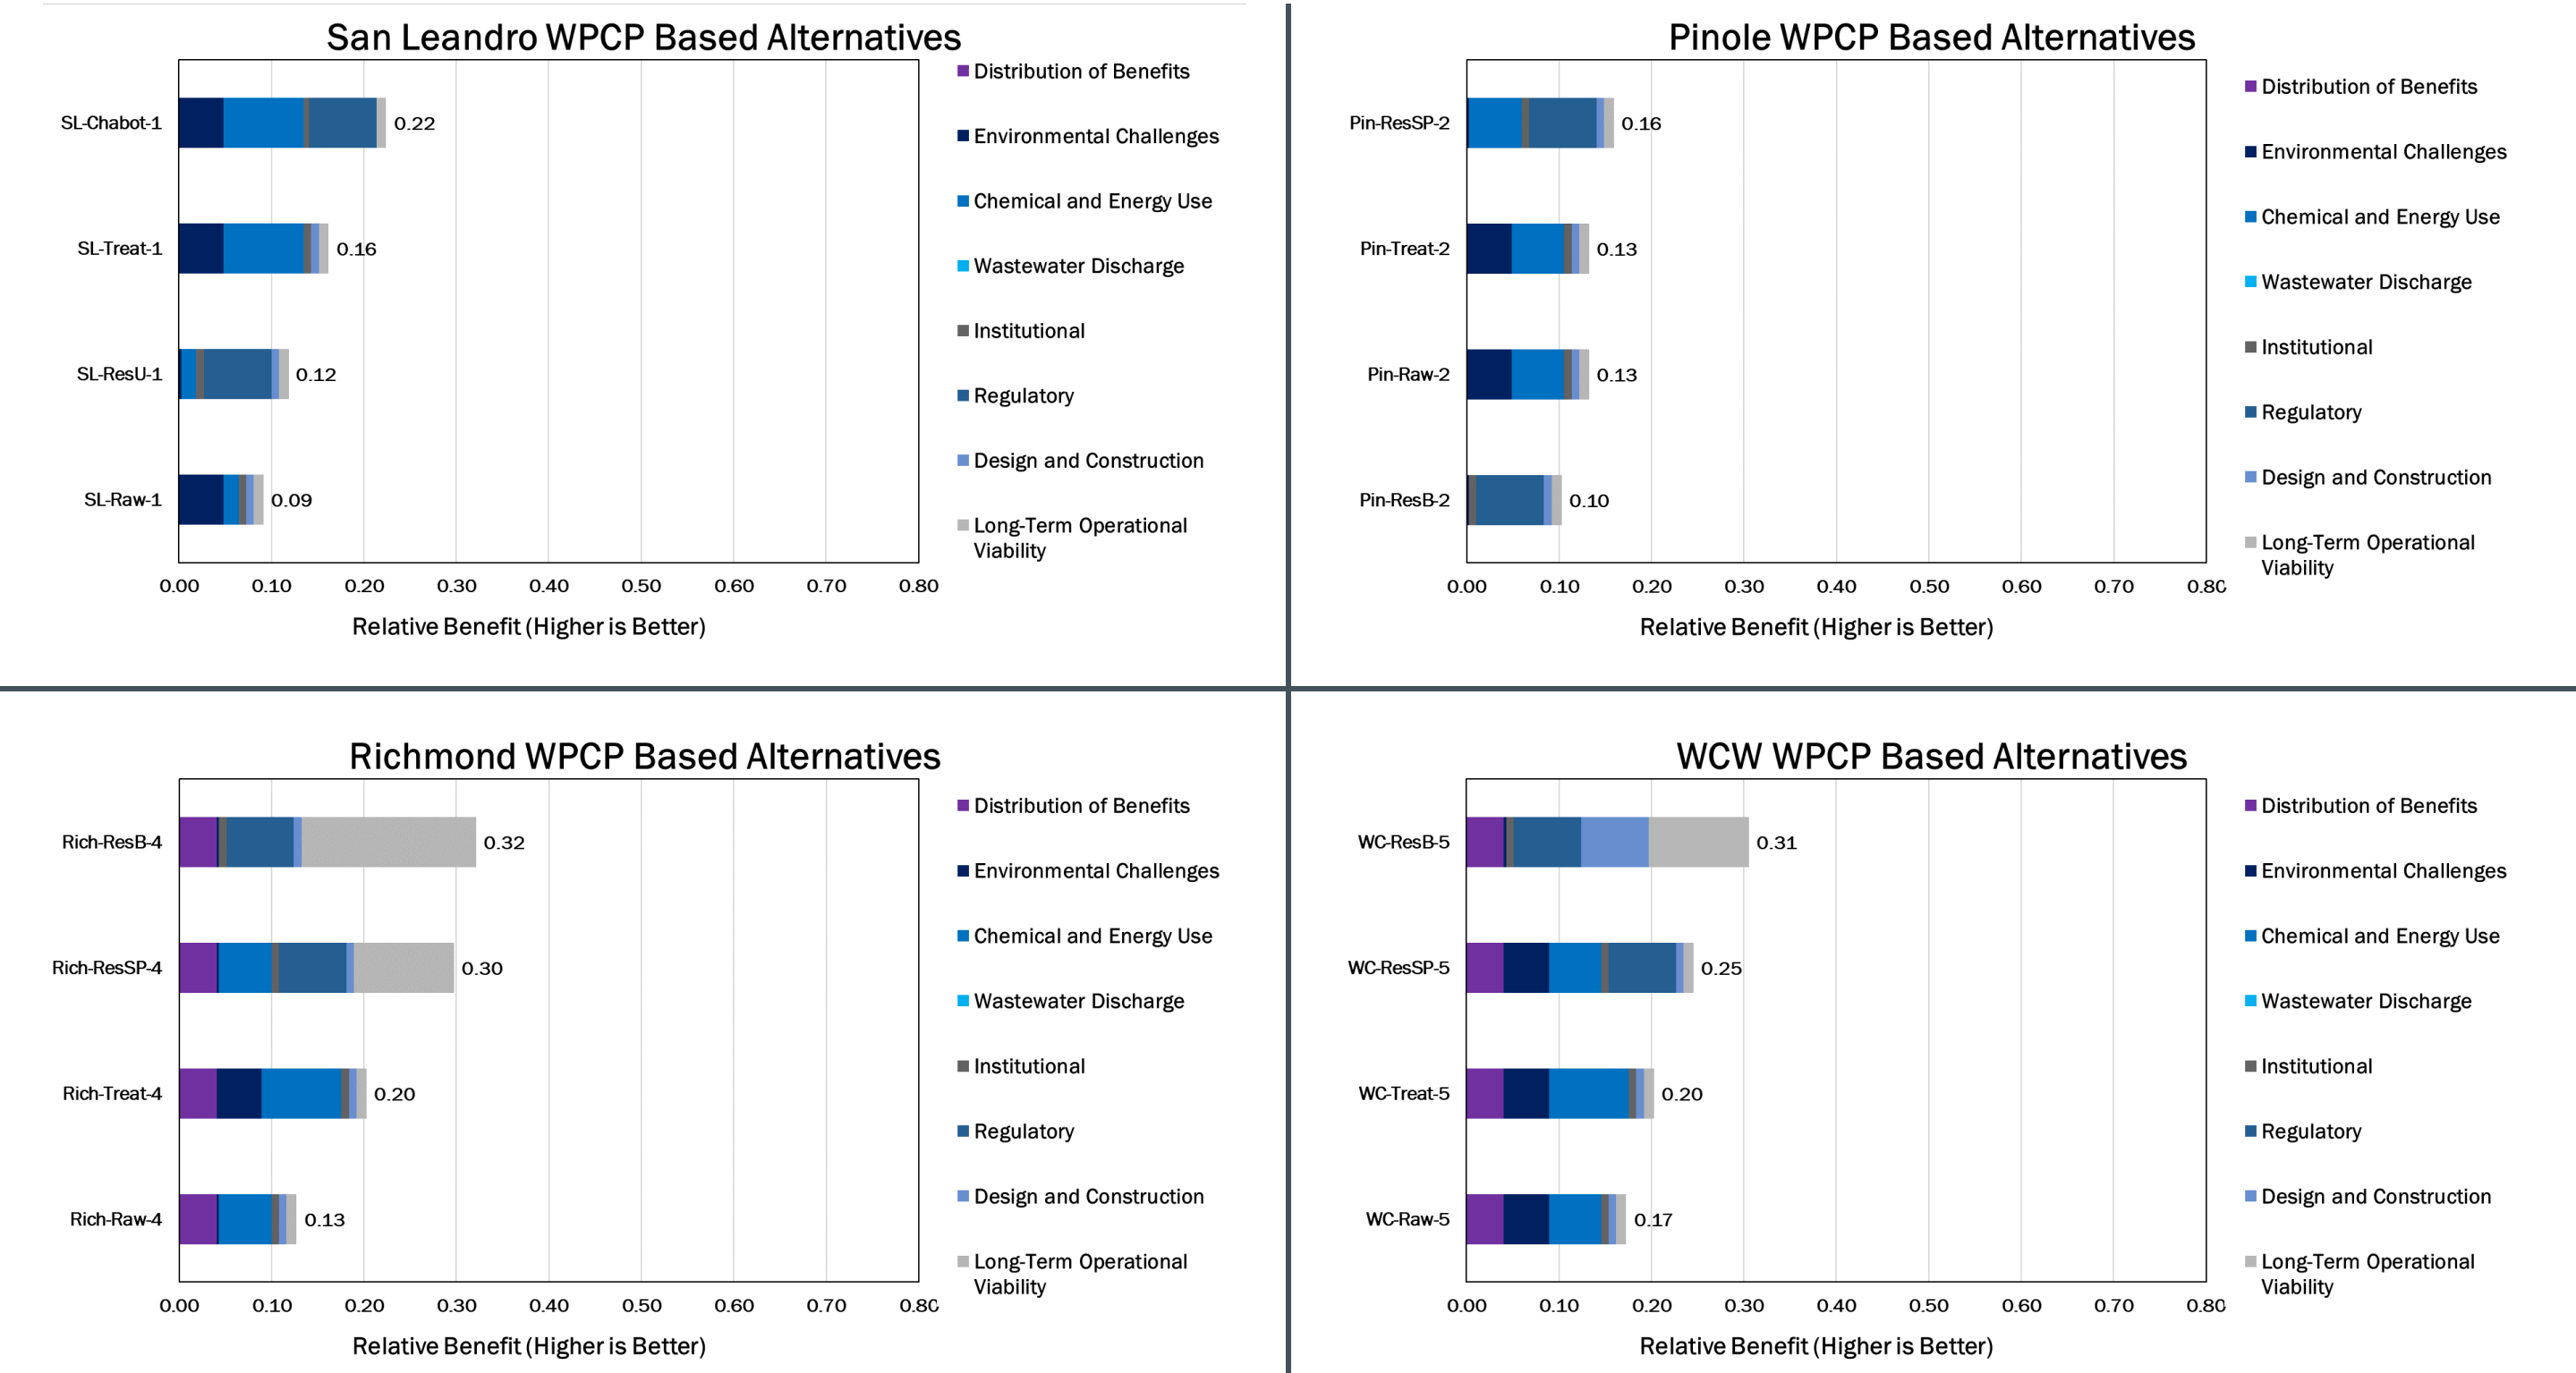 San Leandro WPCP Based Alternatives
SL-Chabot-1
0.22
SL-Treat-1
0.16
SL-ResU-1
0.12
SL-Raw-1
0.09
0.00 0.10 0.20 0.30 0.40 0.50 0.60 0.70 0.80
Relative Benefit (Higher is Better)
Distribution of Benefits
Environmental Challenges
Chemical and Energy Use
Wastewater Discharge
Institutional
Regulatory
Design and Construction
Long-Term Operational
Viability
Pinole WPCP Based Alternatives
Pin-ResSP-2
0.16
Pin-Treat-2
0.13
Pin-Raw-2
0.13
Pin-ResB-2
0.10
0.00 0.10 0.20 0.30 0.40 0.50 0.60 0.70 0.80
Relative Benefit (Higher is Better)
Distribution of Benefits
Environmental Challenges
Chemical and Energy Use
Wastewater Discharge
Institutional
Regulatory
Design and Construction
Long-Term Operational
Viability
Richmond WPCP Based Alternatives
Rich-ResB-4
0.32
Rich-ResSP-4
0.30
Rich-Treat-4
0.20
Rich-Raw-4
0.13
0.00 0.10 0.20 0.30 0.40 0.50 0.60 0.70 0.80
Relative Benefit (Higher is Better)
Distribution of Benefits
Environmental Challenges
Chemical and Energy Use
Wastewater Discharge
Institutional
Regulatory
Design and Construction
Long-Term Operational
Viability
WCW WPCP Based Alternatives
WC-ResB-5
0.31
WC-ResSP-5
0.25
WC-Treat-5
0.20
WC-Raw-5
0.17
0.00 0.10 0.20 0.30 0.40 0.50 0.60 0.70 0.80
Relative Benefit (Higher is Better)
Distribution of Benefits
Environmental Challenges
Chemical and Energy Use
Wastewater Discharge
Institutional
Regulatory
Design and Construction
Long-Term Operational
Viability